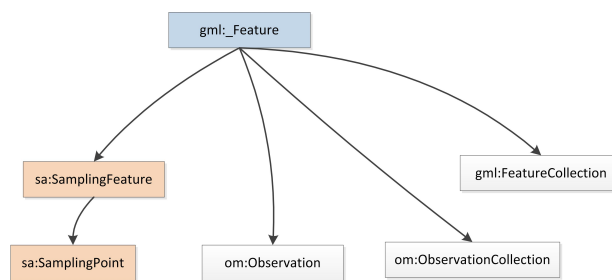 gml:_Feature
sa:SamplingFeature
gml:FeatureCollection
sa:SamplingPoint
om:Observation
om:ObservationCollection